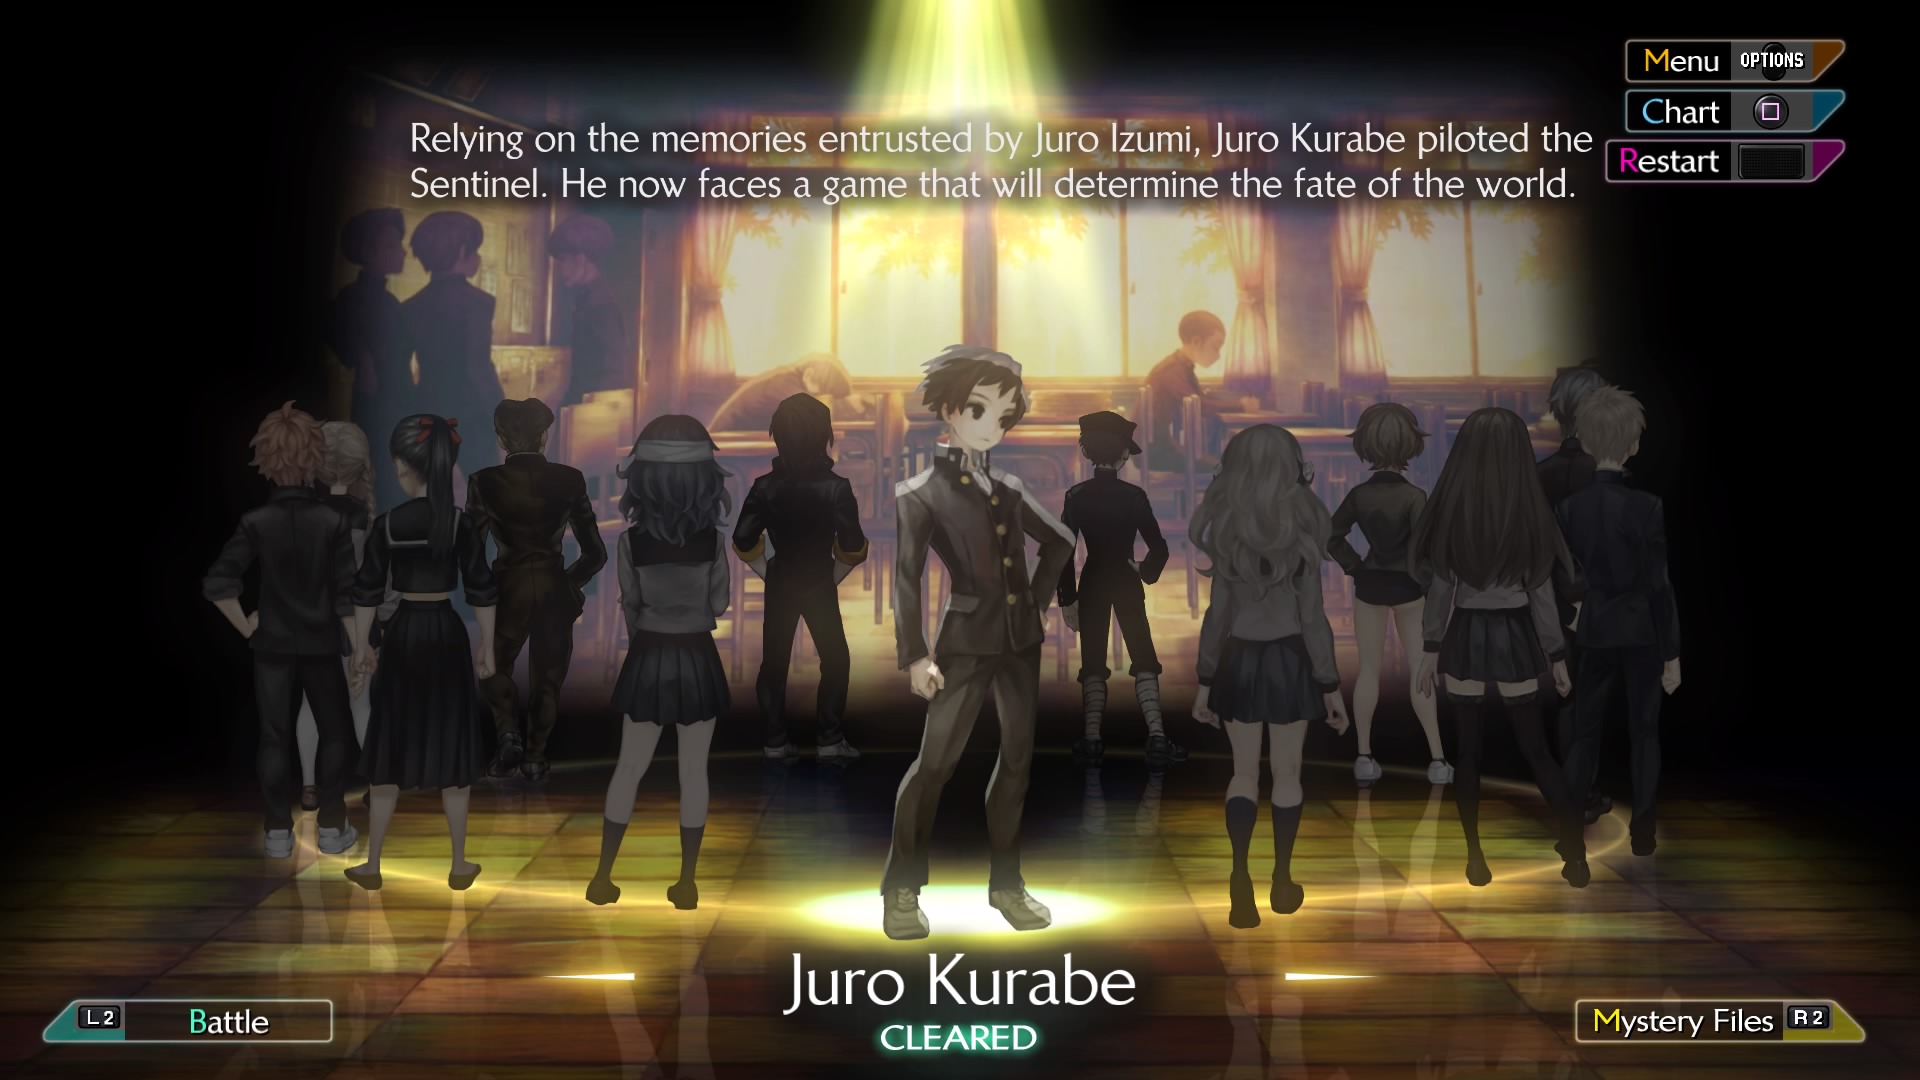 Menu OPTIONS
Chart
Restart
Relying on the memories entrusted by Juro Izumi, Juro Kurabe piloted the
Sentinel. He now faces a game that will determine the fate of the world.
Juro Kurabe
CLEARED
L2 Battle
Mystery Files R2